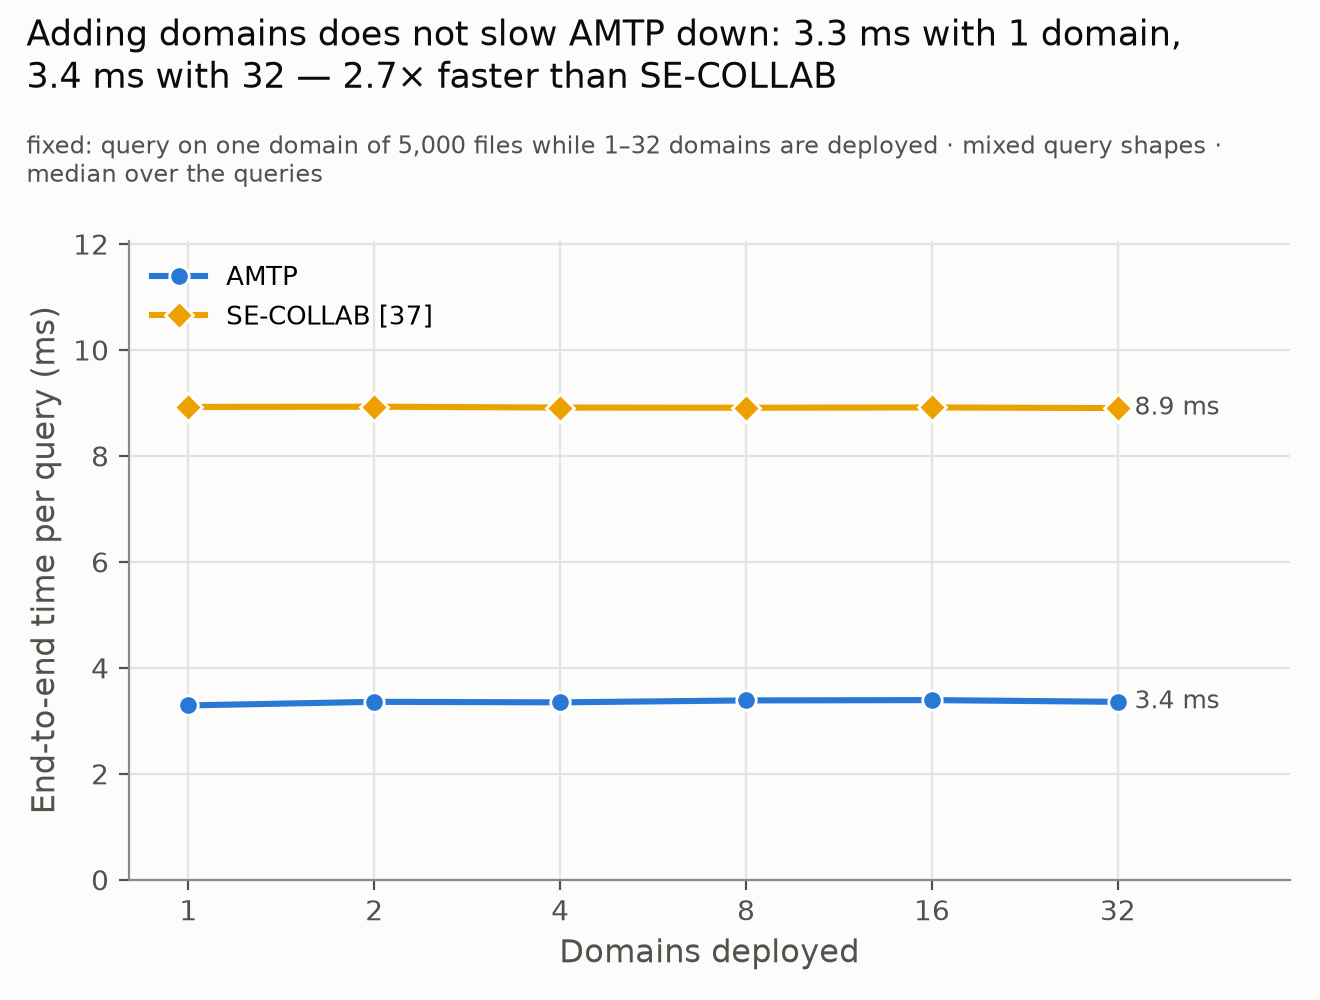 Adding domains does not slow AMTP down: 3.3 ms with 1 domain,
3.4 ms with 32 — 2.7× faster than SE-COLLAB
fixed: query on one domain of 5,000 files while 1–32 domains are deployed · mixed query shapes ·
median over the queries
End-to-end time per query (ms)
12
10
8
6
4
2
0
AMTP
SE-COLLAB [37]
8.9 ms
3.4 ms
1 2 4 8 16 32
Domains deployed